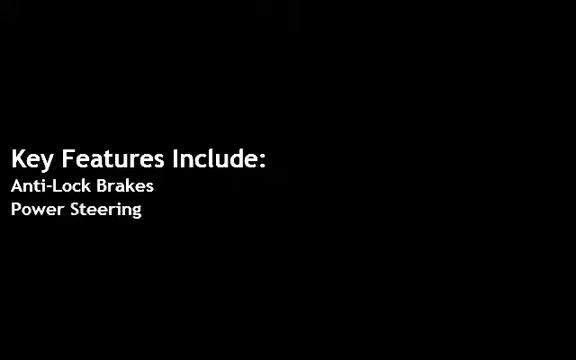 Key Features Include:
Anti-Lock Brakes
Power Steering